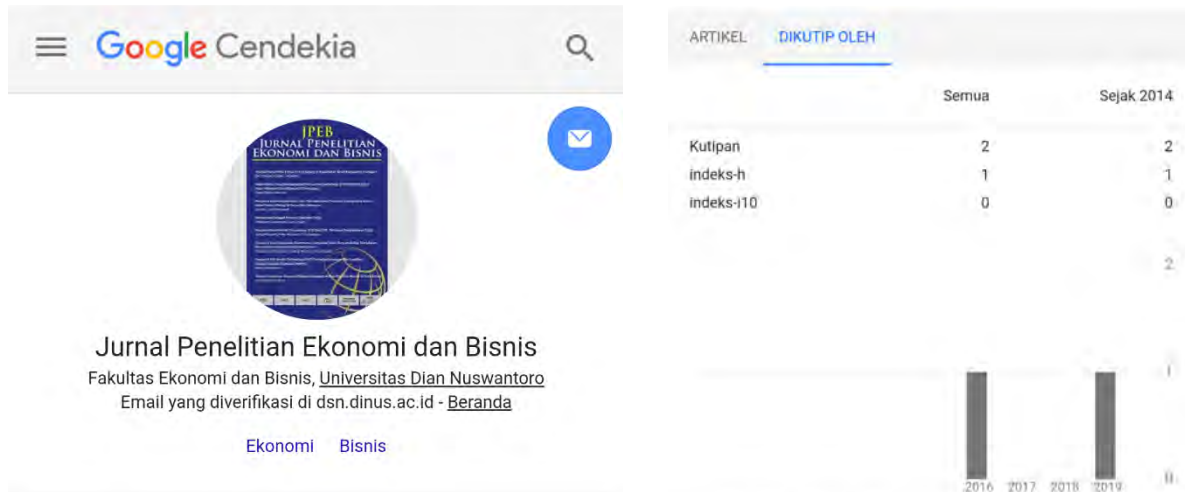 Google Cendekia
JPEB
JURNAL PENELITIAN
EKONOMI DAN BISNIS
Jurnal Penelitian Ekonomi dan Bisnis
Fakultas Ekonomi dan Bisnis, Universitas Dian Nuswantoro
Email yang diverifikasi di dsn.dinus.ac.id - Beranda
Ekonomi Bisnis
ARTIKEL DIKUTIP OLEH
Semua Sejak 2014
Kutipan 2 2
indeks-h 1 1
indeks-i10 0 0
2
1
0
2016 2017 2018 2019